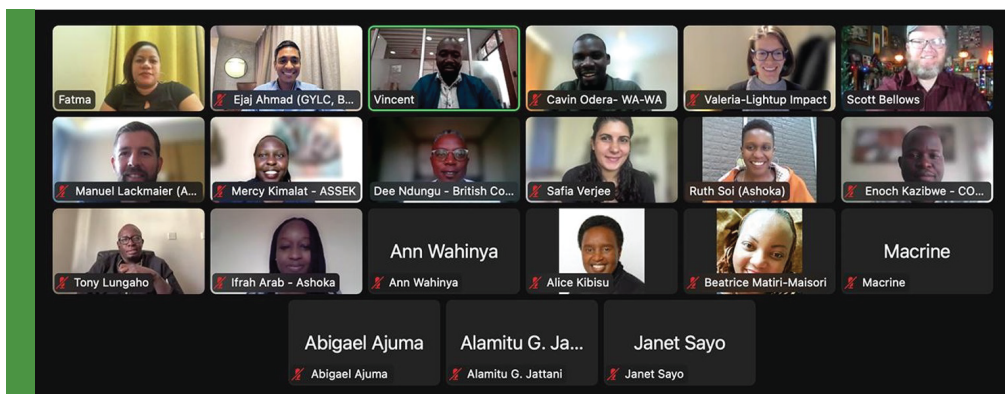 Fatma
Ejaj Ahmad (GYLC, B...
Vincent
Cavin Odera- WA-WA
Valeria-Lightup Impact
Scott Bellows
Manuel Lackmaier (A...
Mercy Kimalat - ASSEK
Dee Ndungu - British Co...
Safia Verjee
Ruth Soi (Ashoka)
Enoch Kazibwe - CO...
Tony Lungaho
Ifrah Arab - Ashoka
Ann Wahinya
Ann Wahinya
Alice Kibisu
Beatrice Matiri-Maisori
Macrine
Macrine
Abigael Ajuma
Abigael Ajuma
Alamitu G. Ja...
Alamitu G. Jattani
Janet Sayo
Janet Sayo